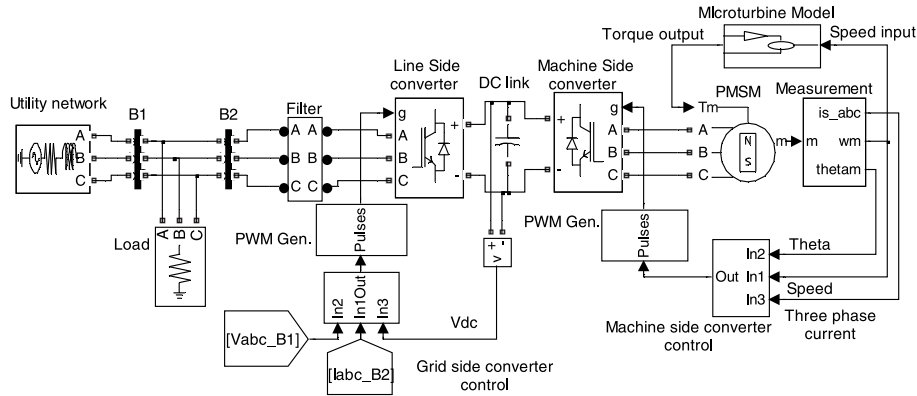 MIcroturbine Model
Torque output
Speed input
Line Side
converter
DC link
Machine Side
converter
PMSM
Measurement
Utility network
B1
B2
Filter
g
+
-
A
B
C
A
B
C
A
B
C
A
B
C
+
-
g
A
B
C
Tm
A
B
C
N
S
m
m
is_abc
wm
thetam
Load
A
B
C
PWM Gen.
Pulses
v
+
-
PWM Gen.
Pulses
In2
In1
In3
Out
Theta
Speed
Three phase
current
Machine side converter
control
In2
In1
Out
In3
Vdc
[Vabc_B1]
[Iabc_B2]
Grid side converter
control